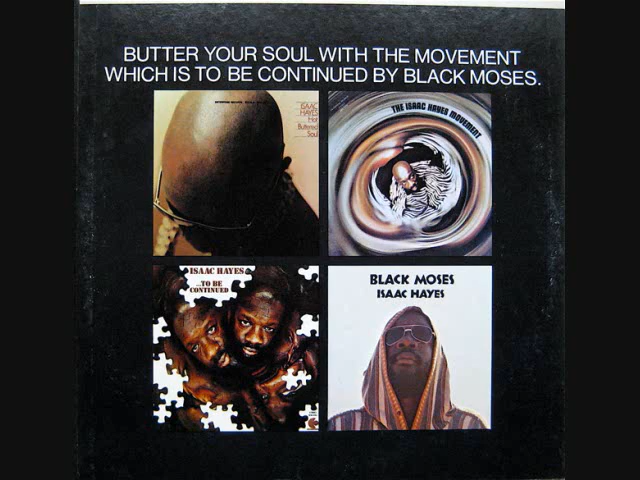 BUTTER YOUR SOUL WITH THE MOVEMENT
WHICH IS TO BE CONTINUED BY BLACK MOSES.
ISAAC
HAYES
Hot
Buttered
Soul
THE ISAAC HAYES MOVEMENT
ISAAC HAYES
...TO BE
CONTINUED
BLACK MOSES
ISAAC HAYES